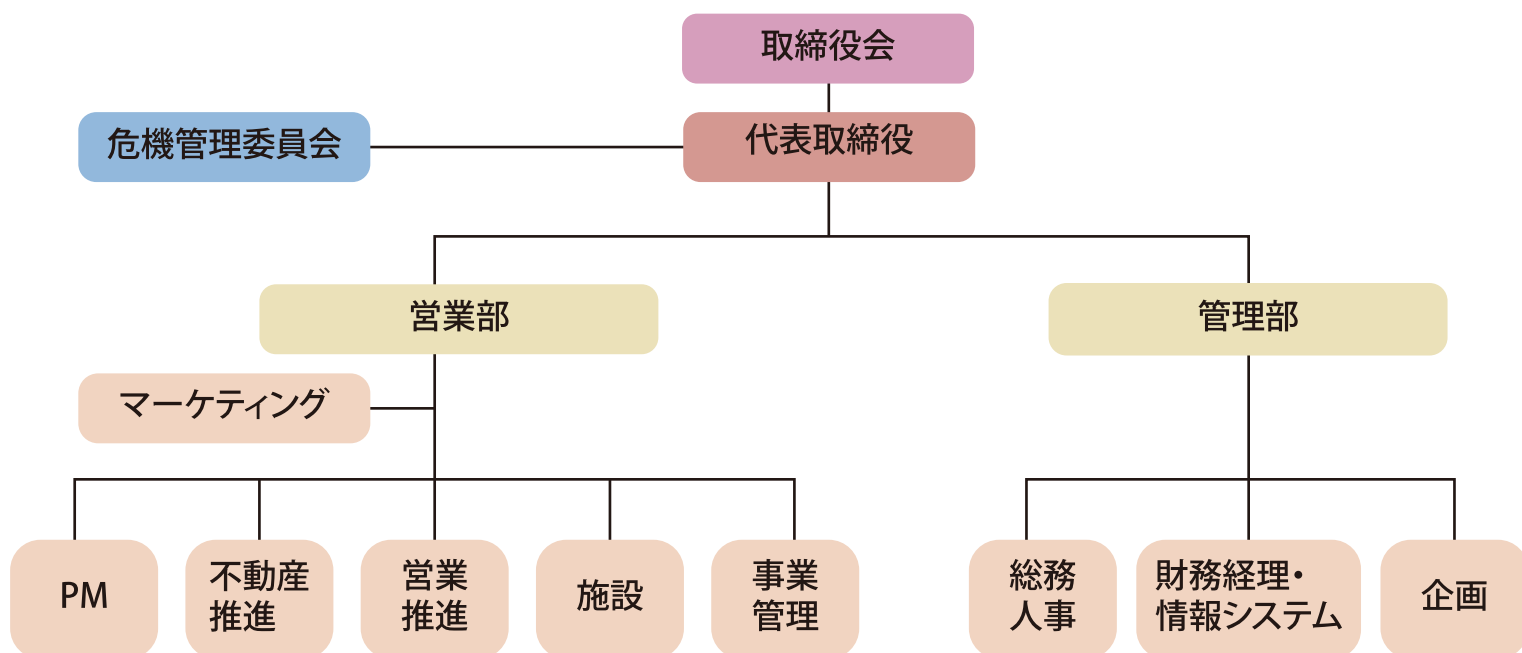 取締役会
危機管理委員会
代表取締役
営業部
管理部
マーケティング
PM
不動産
推進
営業
推進
施設
事業
管理
総務
人事
財務経理・
情報システム
企画